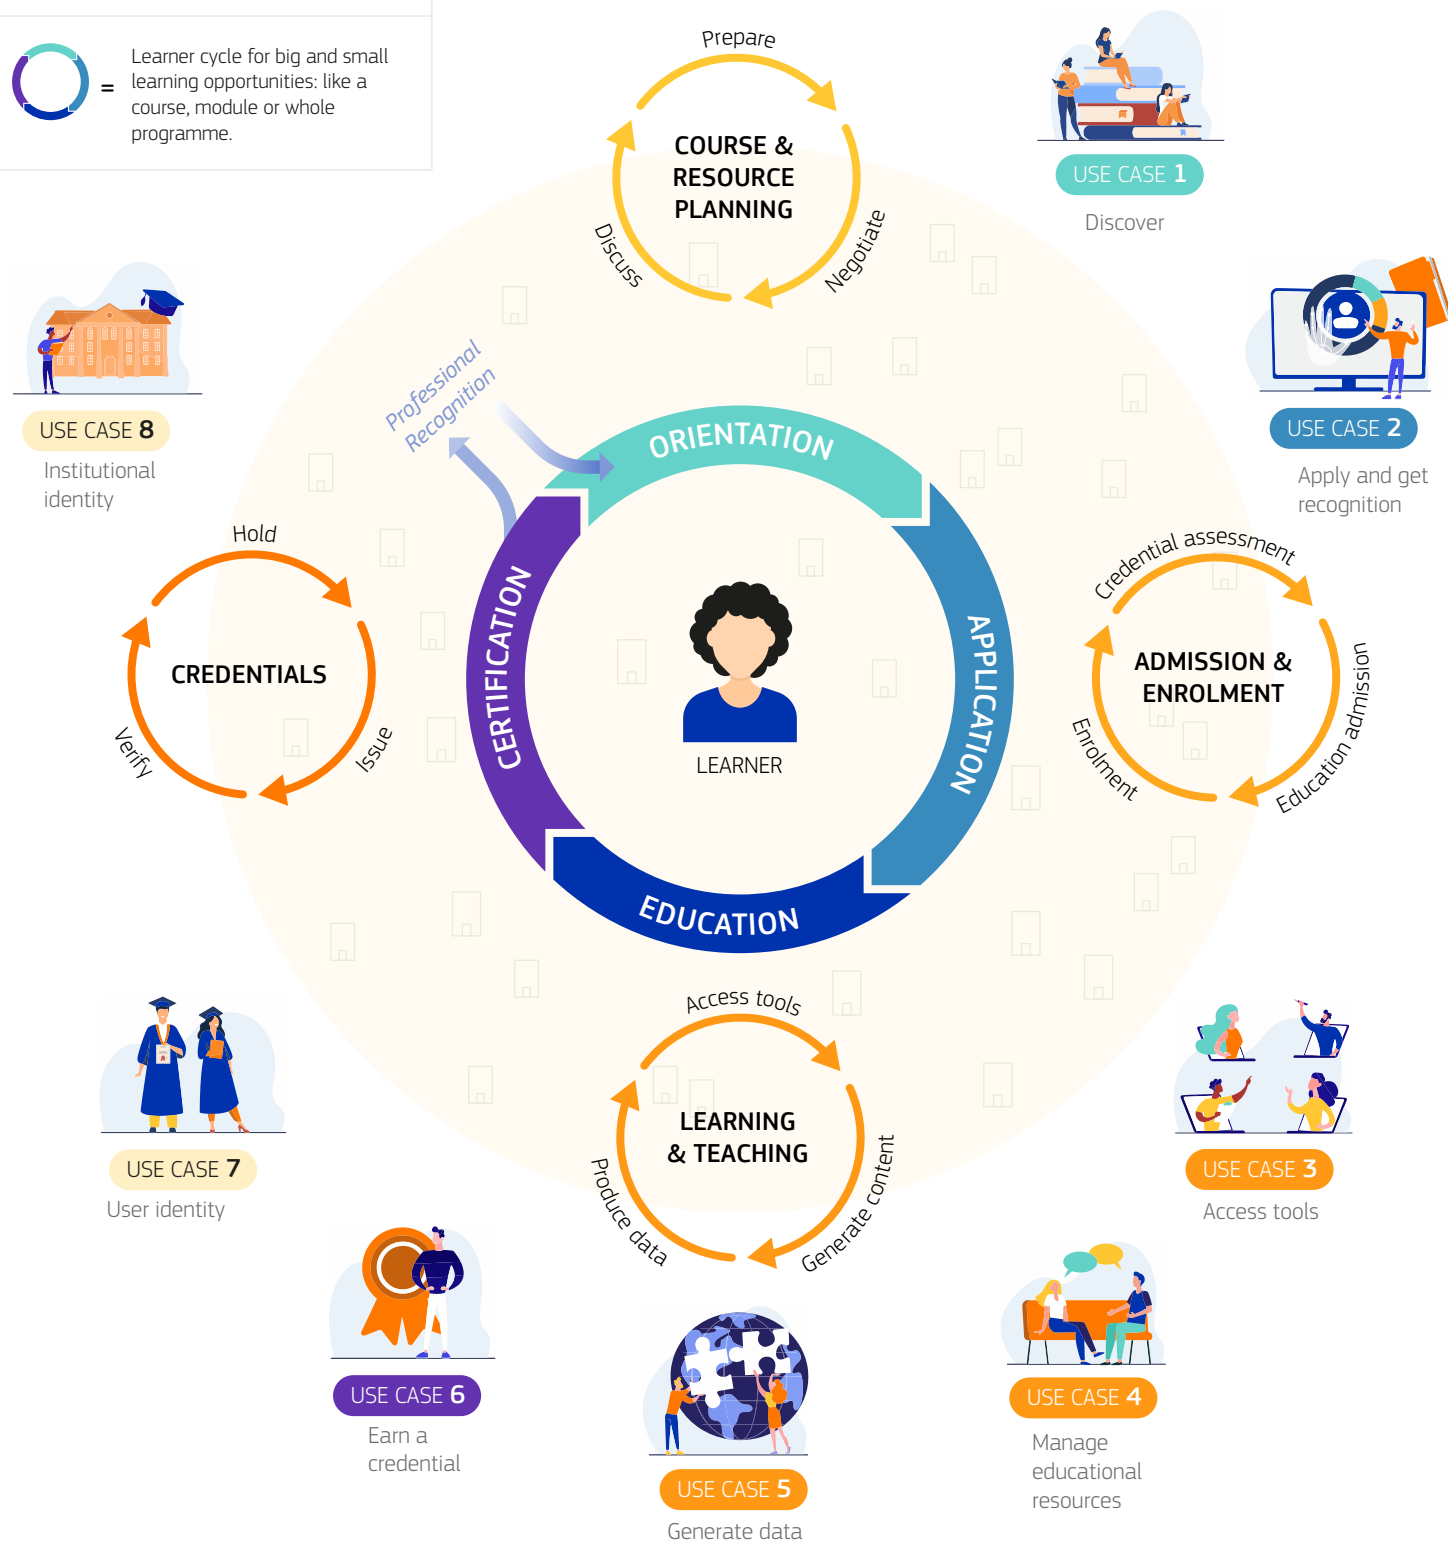 =
Learner cycle for big and small
learning opportunities: like a
course, module or whole
programme.
Prepare
Negotiate
Discuss
COURSE &
RESOURCE
PLANNING
USE CASE 1
Discover
USE CASE 2
Apply and get
recognition
USE CASE 8
Institutional
identity
Professional
Recognition
ORIENTATION
APPLICATION
EDUCATION
CERTIFICATION
LEARNER
Hold
Issue
Verify
CREDENTIALS
Credential assessment
Education admission
Enrolment
ADMISSION &
ENROLMENT
Access tools
Generate content
Produce data
LEARNING
& TEACHING
USE CASE 3
Access tools
USE CASE 4
Manage
educational
resources
USE CASE 5
Generate data
USE CASE 6
Earn a
credential
USE CASE 7
User identity